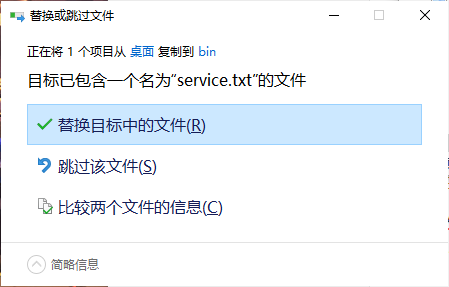 替换或跳过文件
正在将 1 个项目从 桌面 复制到 bin
目标已包含一个名为“service.txt”的文件
替换目标中的文件(R)
跳过该文件(S)
比较两个文件的信息(C)
简略信息